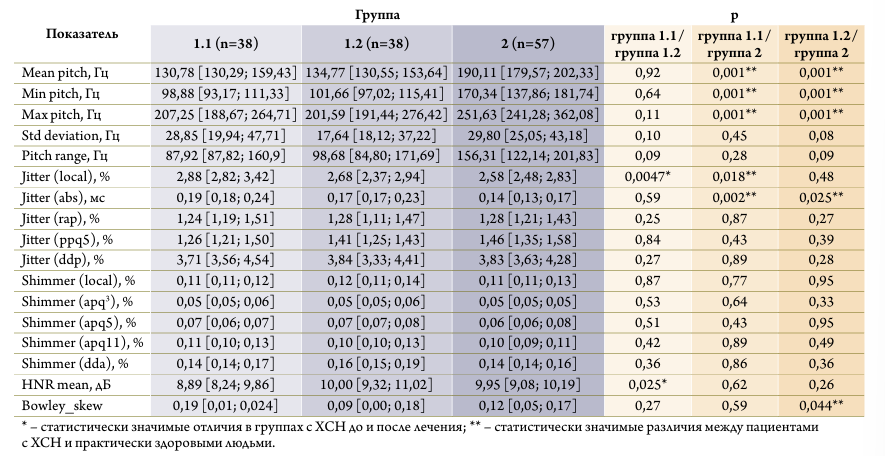 Показатель Группа p
1.1 (n=38) 1.2 (n=38) 2 (n=57) группа 1.1/ группа 1.2 группа 1.1/ группа 2 группа 1.2/ группа 2
Mean pitch, Гц 130,78 [130,29; 159,43] 134,77 [130,55; 153,64] 190,11 [179,57; 202,33] 0,92 0,001** 0,001**
Min pitch, Гц 98,88 [93,17; 111,33] 101,66 [97,02; 115,41] 170,34 [137,86; 181,74] 0,64 0,001** 0,001**
Max pitch, Гц 207,25 [188,67; 264,71] 201,59 [191,44; 276,42] 251,63 [241,28; 362,08] 0,11 0,001** 0,001**
Std deviation, Гц 28,85 [19,94; 47,71] 17,64 [18,12; 37,22] 29,80 [25,05; 43,18] 0,10 0,45 0,08
Pitch range, Гц 87,92 [87,82; 160,9] 98,68 [84,80; 171,69] 156,31 [122,14; 201,83] 0,09 0,28 0,09
Jitter (local), % 2,88 [2,82; 3,42] 2,68 [2,37; 2,94] 2,58 [2,48; 2,83] 0,0047* 0,018** 0,48
Jitter (abs), мс 0,19 [0,18; 0,24] 0,17 [0,17; 0,23] 0,14 [0,13; 0,17] 0,59 0,002** 0,025**
Jitter (rap), % 1,24 [1,19; 1,51] 1,28 [1,11; 1,47] 1,28 [1,21; 1,43] 0,25 0,87 0,27
Jitter (ppq5), % 1,26 [1,21; 1,50] 1,41 [1,25; 1,43] 1,46 [1,35; 1,58] 0,84 0,43 0,39
Jitter (ddp), % 3,71 [3,56; 4,54] 3,84 [3,33; 4,41] 3,83 [3,63; 4,28] 0,27 0,89 0,28
Shimmer (local), % 0,11 [0,11; 0,12] 0,12 [0,11; 0,14] 0,11 [0,11; 0,13] 0,87 0,77 0,95
Shimmer (apq³), % 0,05 [0,05; 0,06] 0,05 [0,05; 0,06] 0,05 [0,05; 0,05] 0,53 0,64 0,33
Shimmer (apq5), % 0,07 [0,06; 0,07] 0,07 [0,07; 0,08] 0,06 [0,06; 0,08] 0,51 0,43 0,95
Shimmer (apq11), % 0,11 [0,10; 0,13] 0,10 [0,10; 0,13] 0,10 [0,09; 0,11] 0,42 0,89 0,49
Shimmer (dda), % 0,14 [0,14; 0,17] 0,16 [0,15; 0,19] 0,14 [0,14; 0,16] 0,36 0,86 0,36
HNR mean, дБ 8,89 [8,24; 9,86] 10,00 [9,32; 11,02] 9,95 [9,08; 10,19] 0,025* 0,62 0,26
Bowley_skew 0,19 [0,01; 0,024] 0,09 [0,00; 0,18] 0,12 [0,05; 0,17] 0,27 0,59 0,044**
* – статистически значимые отличия в группах с ХСН до и после лечения; ** – статистически значимые различия между пациентами
с ХСН и практически здоровыми людьми.